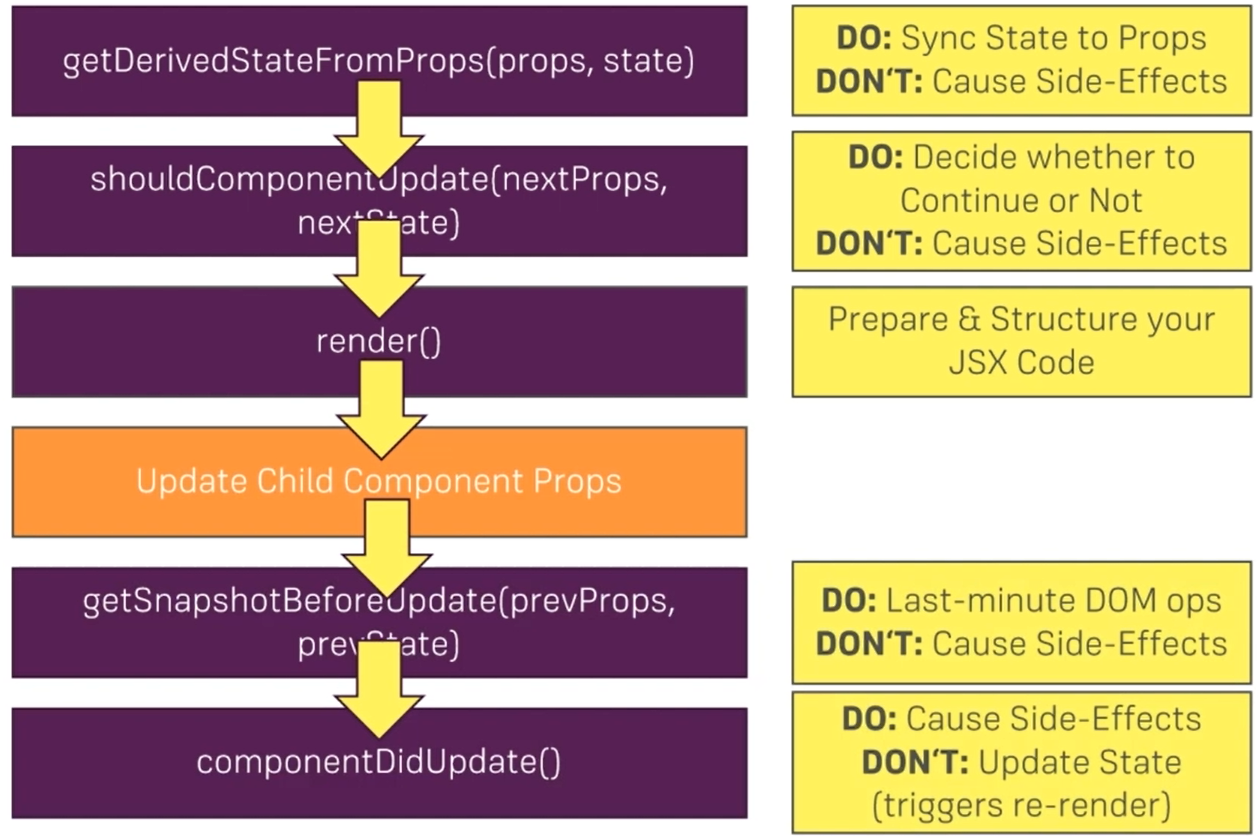 getDerivedStateFromProps(props, state)
DO: Sync State to Props
DON‘T: Cause Side-Effects
shouldComponentUpdate(nextProps,
nextState)
DO: Decide whether to
Continue or Not
DON‘T: Cause Side-Effects
render()
Prepare & Structure your
JSX Code
Update Child Component Props
getSnapshotBeforeUpdate(prevProps,
prevState)
DO: Last-minute DOM ops
DON‘T: Cause Side-Effects
componentDidUpdate()
DO: Cause Side-Effects
DON‘T: Update State
(triggers re-render)